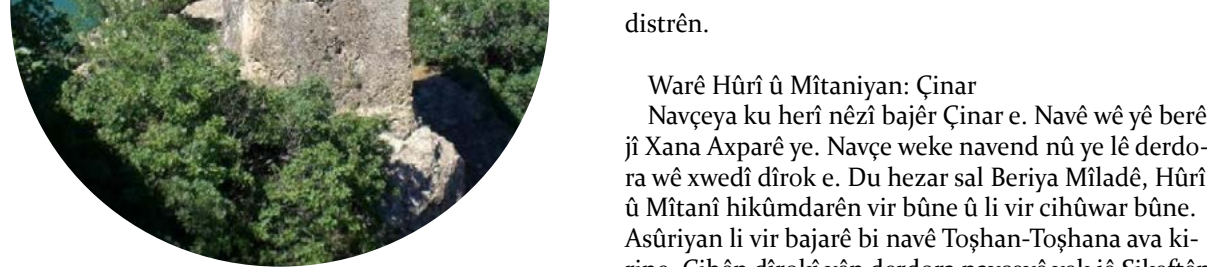 distrên.
Warê Hûrî û Mîtaniyan: Çinar
Navçeya ku herî nêzî bajêr Çinar e. Navê wê yê berê
jî Xana Axparê ye. Navçe weke navend nû ye lê derdo-
ra wê xwedî dîrok e. Du hezar sal Beriya Mîladê, Hûrî
û Mîtanî hikûmdarên vir bûne û li vir cihûwar bûne.
Asûriyan li vir bajarê bi navê Toşhan-Toşhana ava ki-